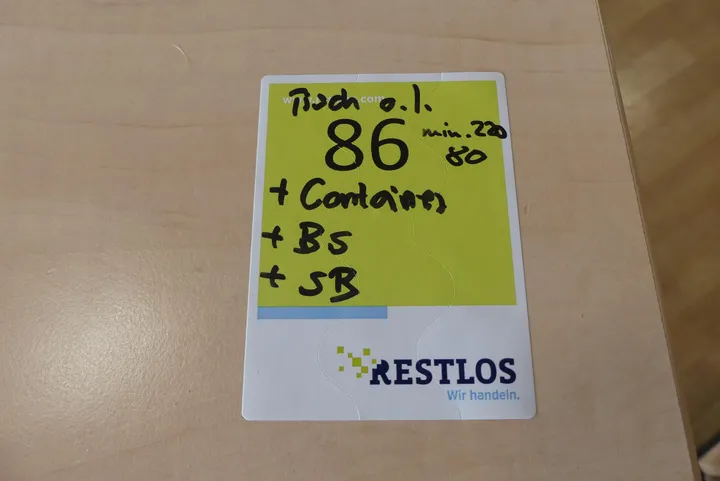 Tisch o.l.
86 min. 220
80
+ Container
+ BS
+ SB
RESTLOS
Wir handeln.